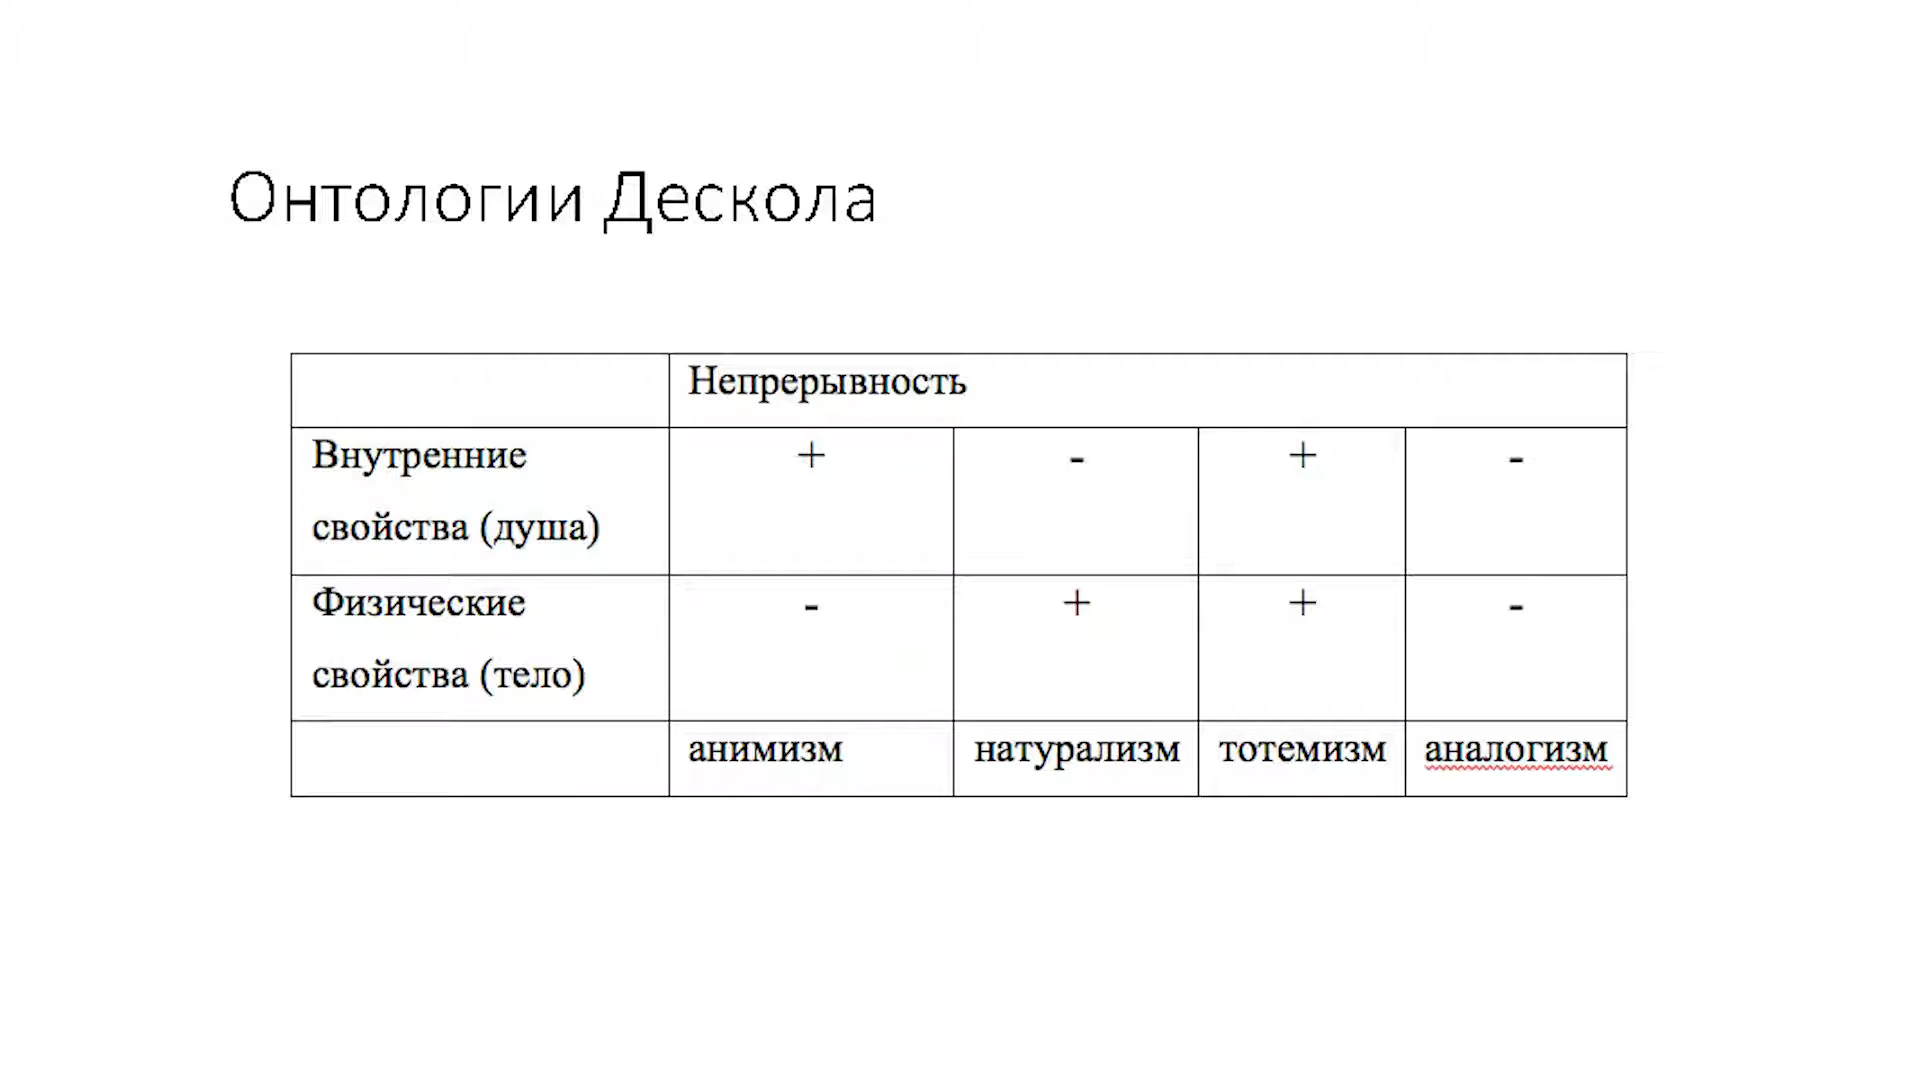 Онтологии Дескола
Непрерывность
Внутренние
свойства (душа)
+ - + -
Физические
свойства (тело)
- + + -
анимизм натурализм тотемизм аналогизм